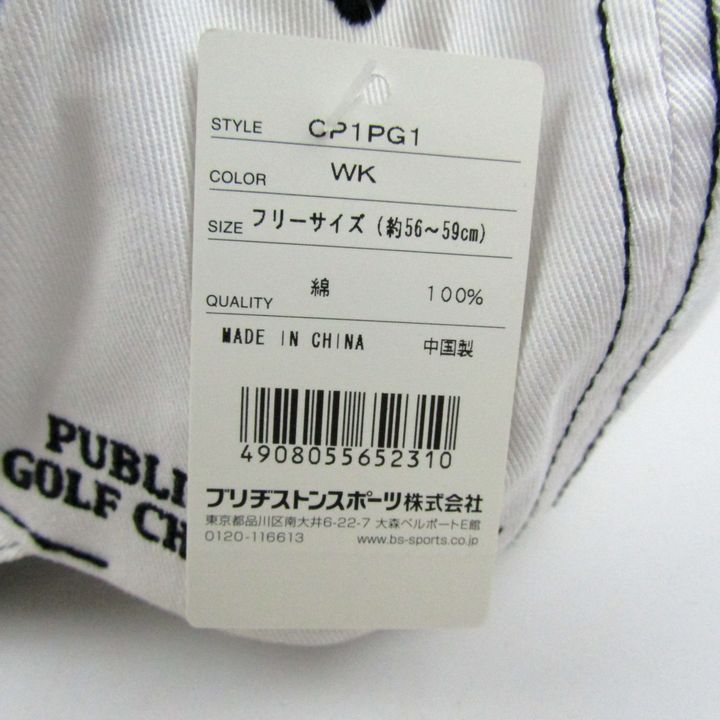 STYLE CP1PG1
COLOR WK
SIZE フリーサイズ (約56～59cm)
QUALITY 綿 100%
MADE IN CHINA 中国製
4908055652310
ブリヂストンスポーツ株式会社
東京都品川区南大井6-22-7 大森ベルポートE館
0120-116613 www.bs-sports.co.jp
GOLF